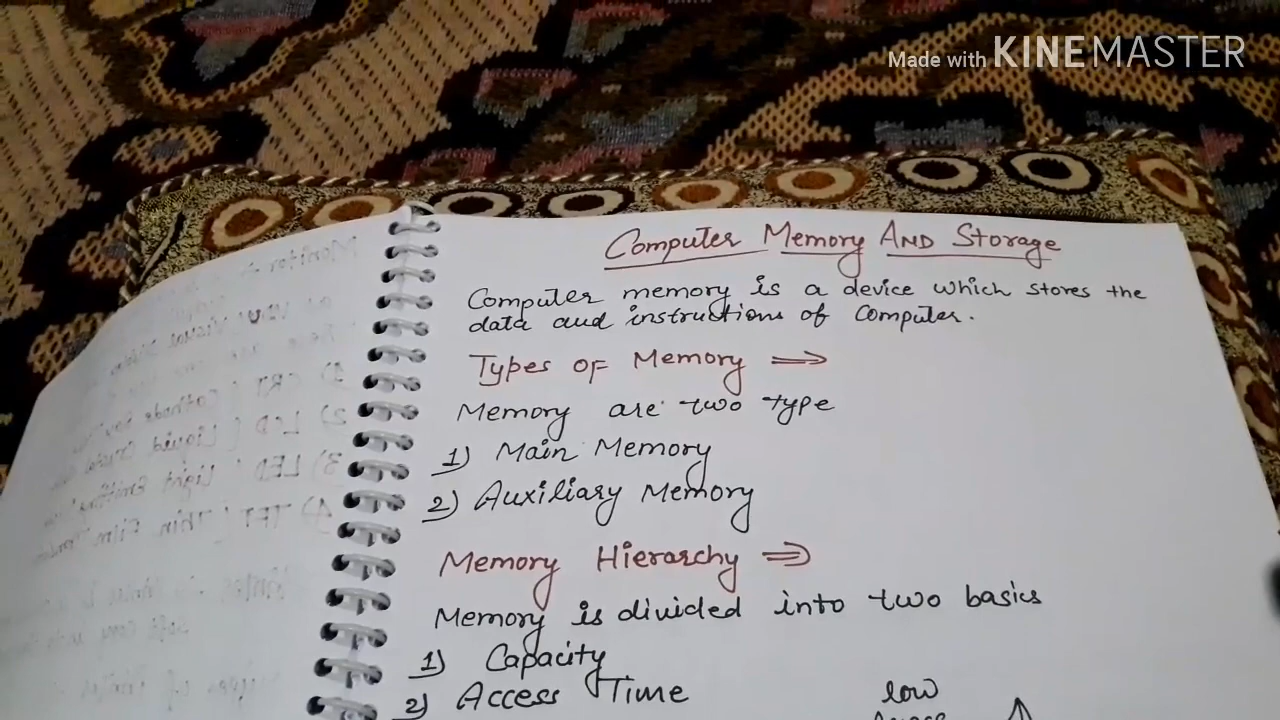 Made with KINEMASTER
Computer Memory AND Storage
Computer memory is a device which stores the
data and instructions of Computer.
Types of Memory ⇒
Memory are two type
1) Main Memory
2) Auxiliary Memory
Memory Hierarchy ⇒
Memory is divided into two basics
1) Capacity
2) Access Time
low